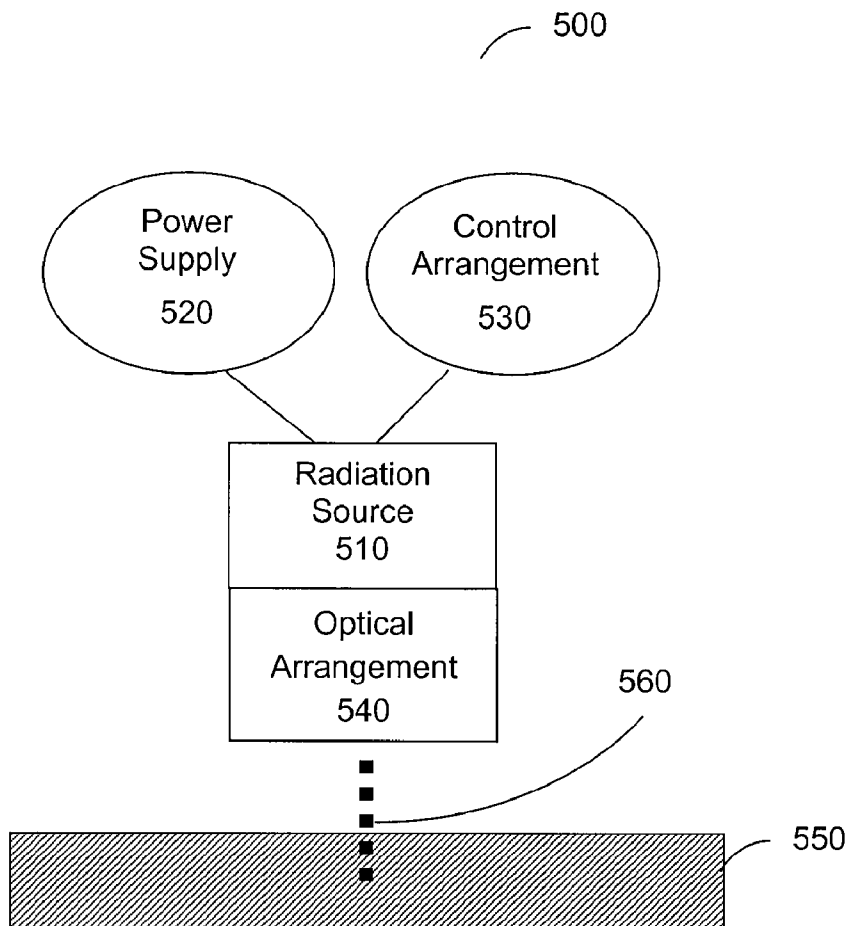 500
Power
Supply
520
Control
Arrangement
530
Radiation
Source
510
Optical
Arrangement
540
560
550